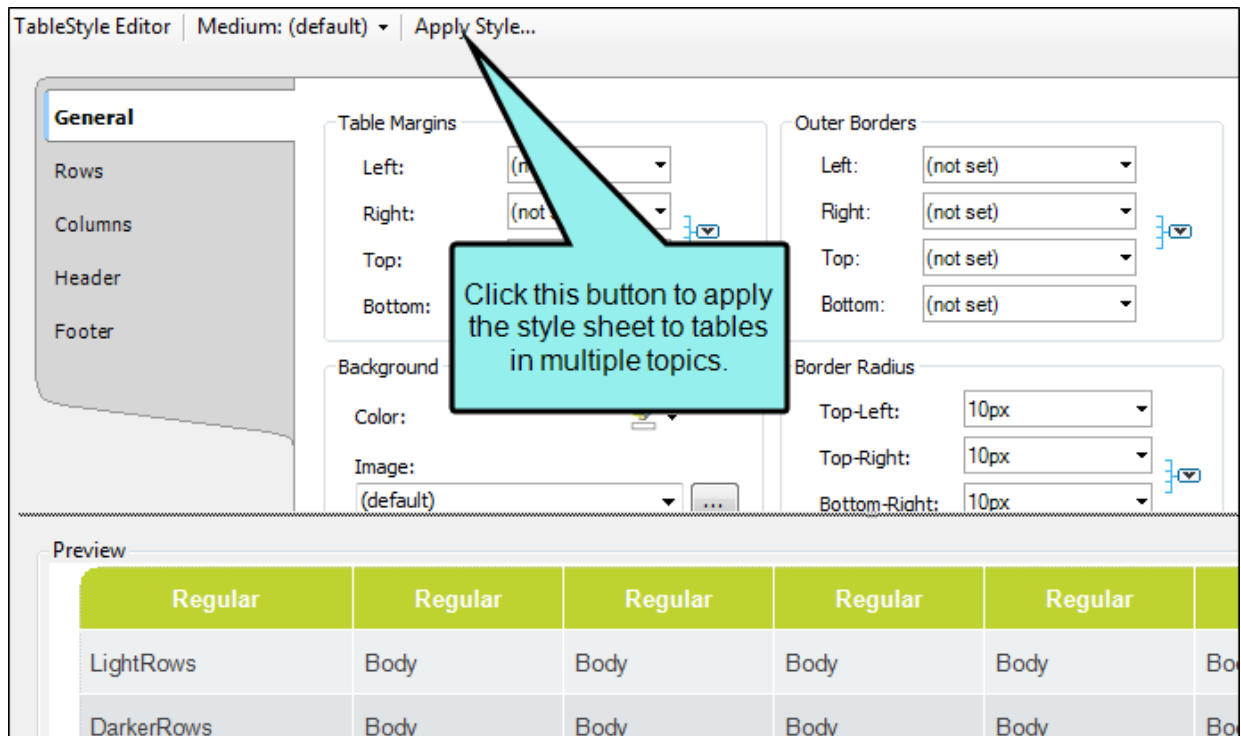 TableStyle Editor Medium: (default) Apply Style...
General
Rows
Columns
Header
Footer
Table Margins
Left:
Right: (not
Top:
Bottom:
Click this button to apply
the style sheet to tables
in multiple topics.
Outer Borders
Left: (not set)
Right: (not set)
Top: (not set)
Bottom: (not set)
Background
Color:
Image:
(default) ...
Border Radius
Top-Left: 10px
Top-Right: 10px
Bottom-Right: 10px
Preview
Regular Regular Regular Regular Regular
LightRows Body Body Body Body
DarkerRows Body Body Body Body